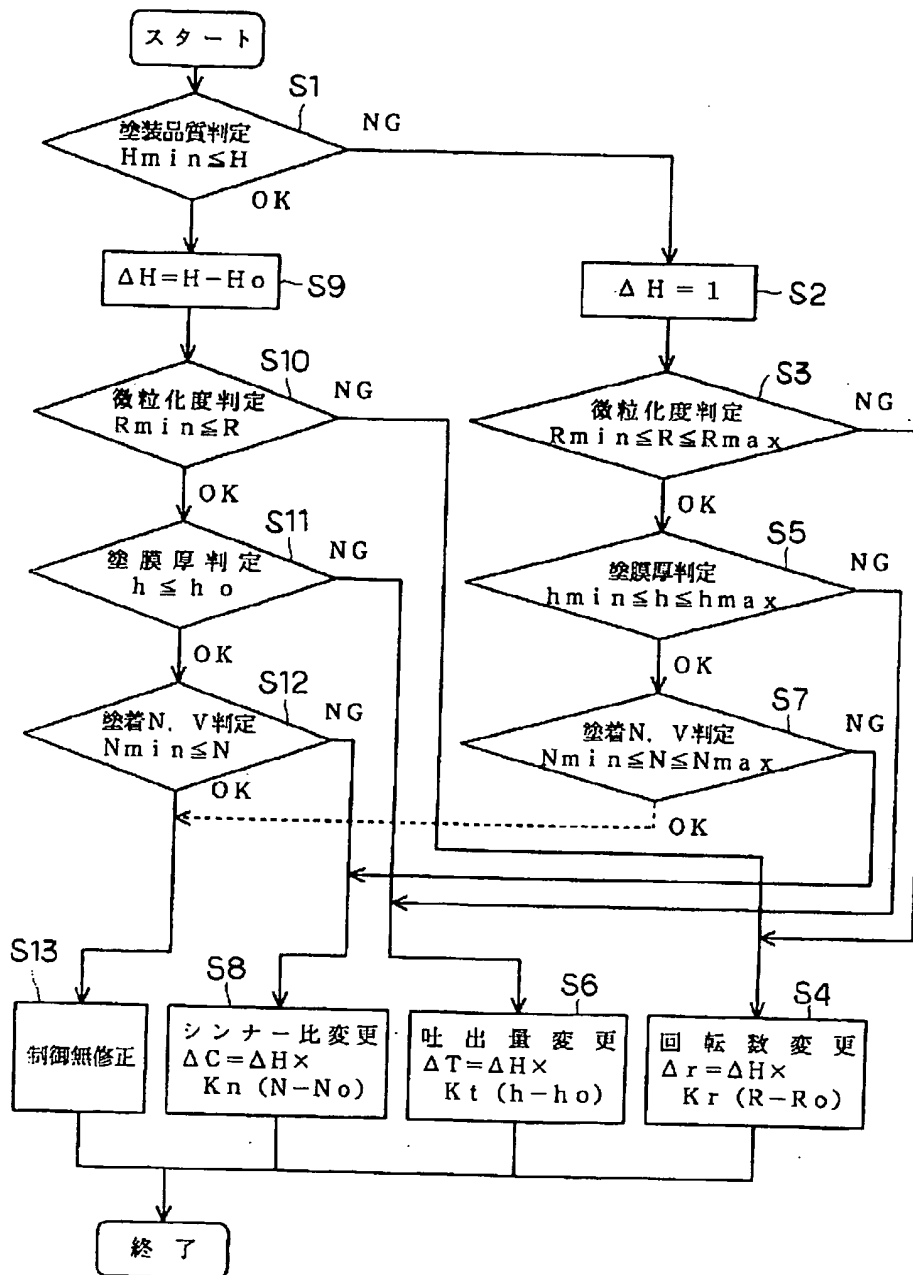 スタート
S1
塗装品質判定
Hmin≦H
NG
OK
ΔH=H-Ho
S9
ΔH=1
S2
S10
微粒化度判定
Rmin≦R
NG
OK
S3
微粒化度判定
Rmin≦R≦Rmax
NG
OK
S11
塗膜厚判定
h≦ho
NG
OK
S5
塗膜厚判定
hmin≦h≦hmax
NG
OK
S12
塗着N.V判定
Nmin≦N
NG
OK
S7
塗着N.V判定
Nmin≦N≦Nmax
NG
OK
S13
制御無修正
S8
シンナー比変更
ΔC=ΔH×
Kn(N-No)
S6
吐出量変更
ΔT=ΔH×
Kt(h-ho)
S4
回転数変更
Δr=ΔH×
Kr(R-Ro)
終了